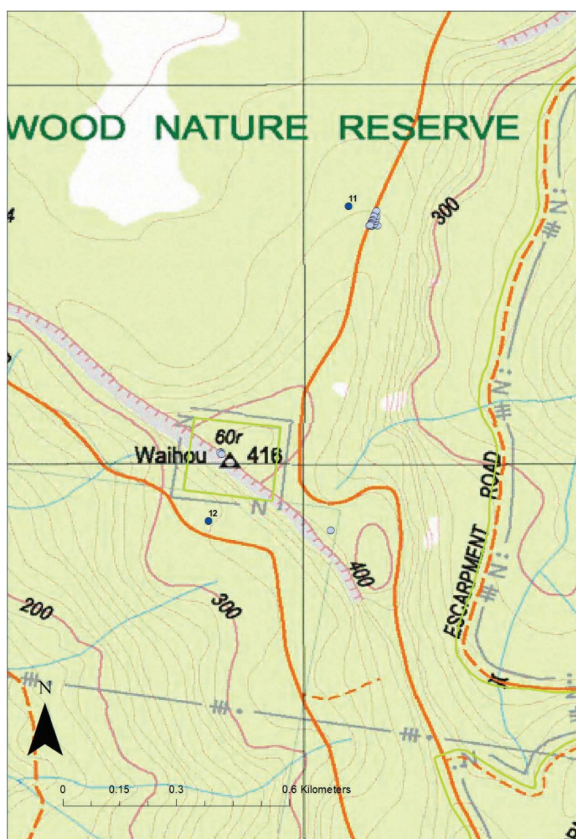 WOOD NATURE RESERVE
11
300
60r
Waihou 416
N
12
400
ESCARPMENT ROAD
200
300
N
0 0.15 0.3 0.6 Kilometers